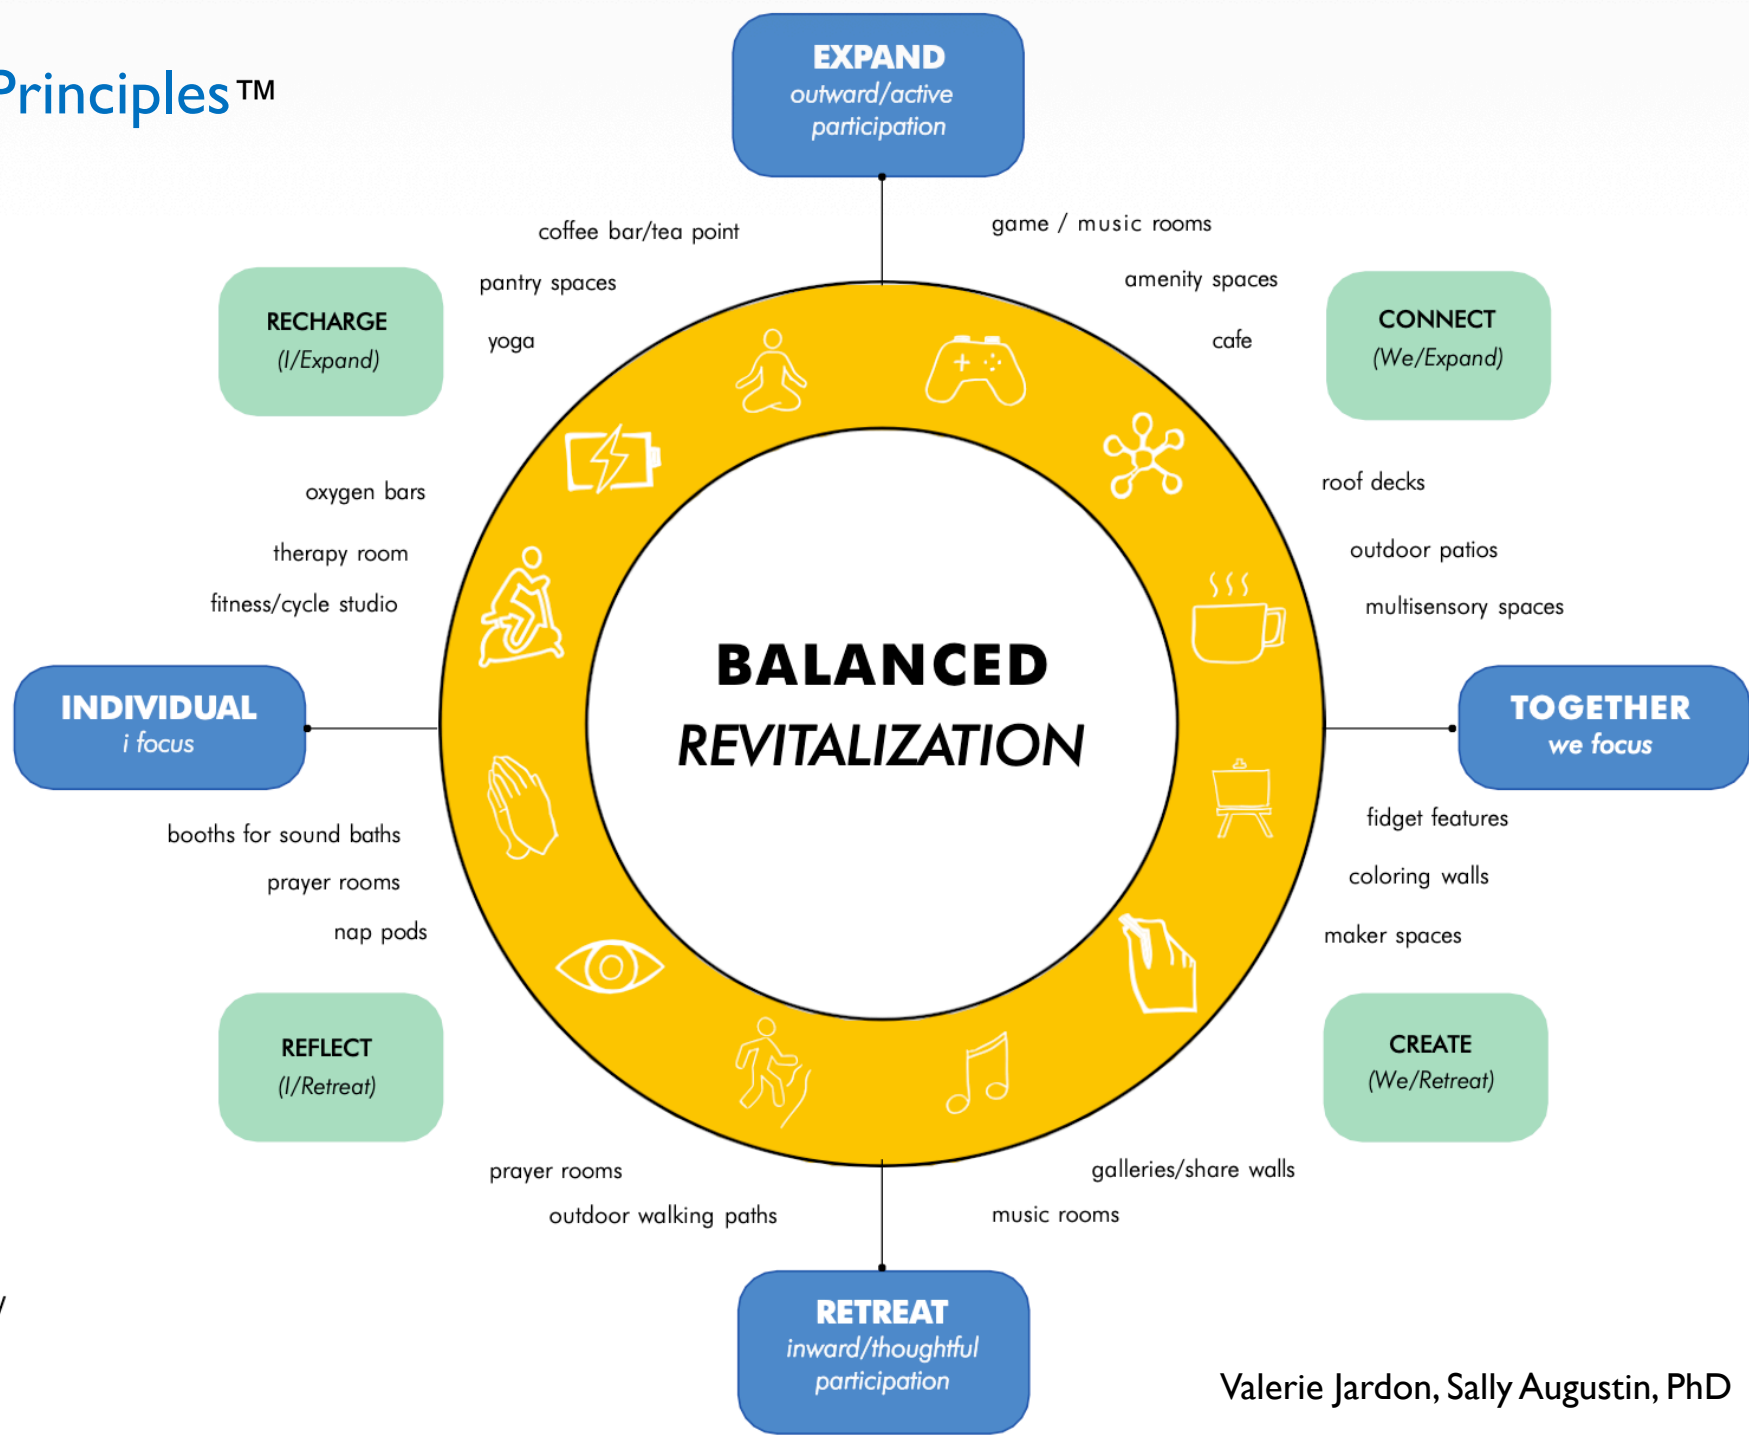 Principles™
EXPAND
outward/active
participation
coffee bar/tea point
game / music rooms
pantry spaces
amenity spaces
yoga
cafe
RECHARGE
(I/Expand)
CONNECT
(We/Expand)
oxygen bars
therapy room
fitness/cycle studio
roof decks
outdoor patios
multisensory spaces
BALANCED
REVITALIZATION
INDIVIDUAL
i focus
TOGETHER
we focus
booths for sound baths
prayer rooms
nap pods
fidget features
coloring walls
maker spaces
REFLECT
(I/Retreat)
CREATE
(We/Retreat)
prayer rooms
outdoor walking paths
galleries/share walls
music rooms
RETREAT
inward/thoughtful
participation
Valerie Jardon, Sally Augustin, PhD